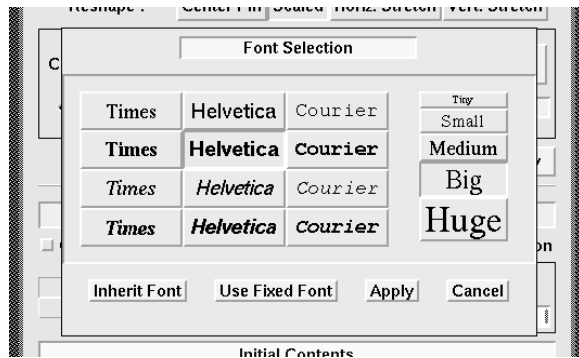 Reshape : Center Pin Scaled Horiz. Stretch Vert. Stretch
Font Selection
Times Helvetica Courier
Times Helvetica Courier
Times Helvetica Courier
Times Helvetica Courier
Tiny
Small
Medium
Big
Huge
Inherit Font Use Fixed Font Apply Cancel
Initial Contents